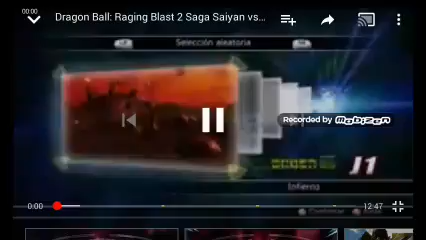 00:00
Dragon Ball: Raging Blast 2 Saga Saiyan vs...
Selección aleatoria
Recorded by Mobizen
J1
Infierno
0:00
12:47